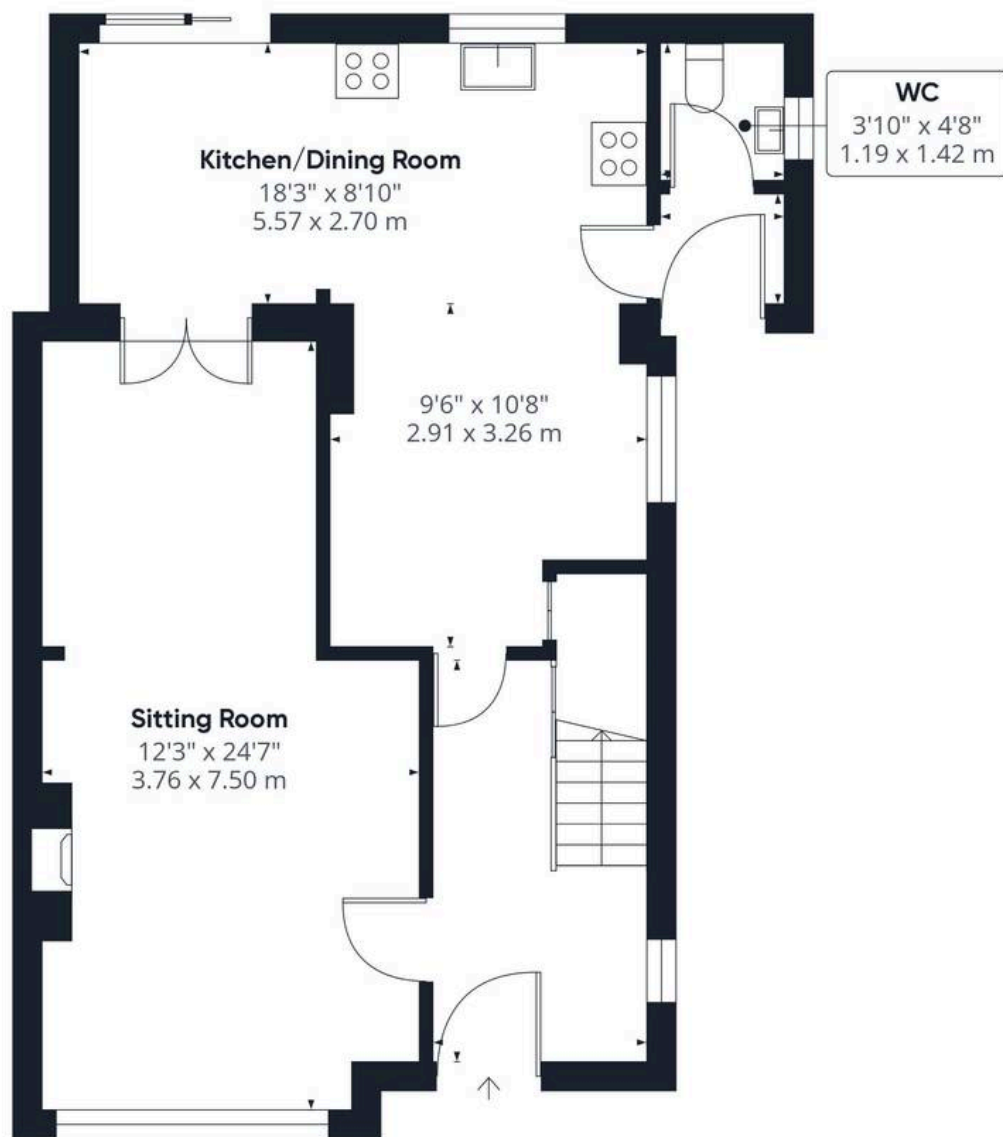 WC
3'10" x 4'8"
1.19 x 1.42 m
Kitchen/Dining Room
18'3" x 8'10"
5.57 x 2.70 m
9'6" x 10'8"
2.91 x 3.26 m
Sitting Room
12'3" x 24'7"
3.76 x 7.50 m